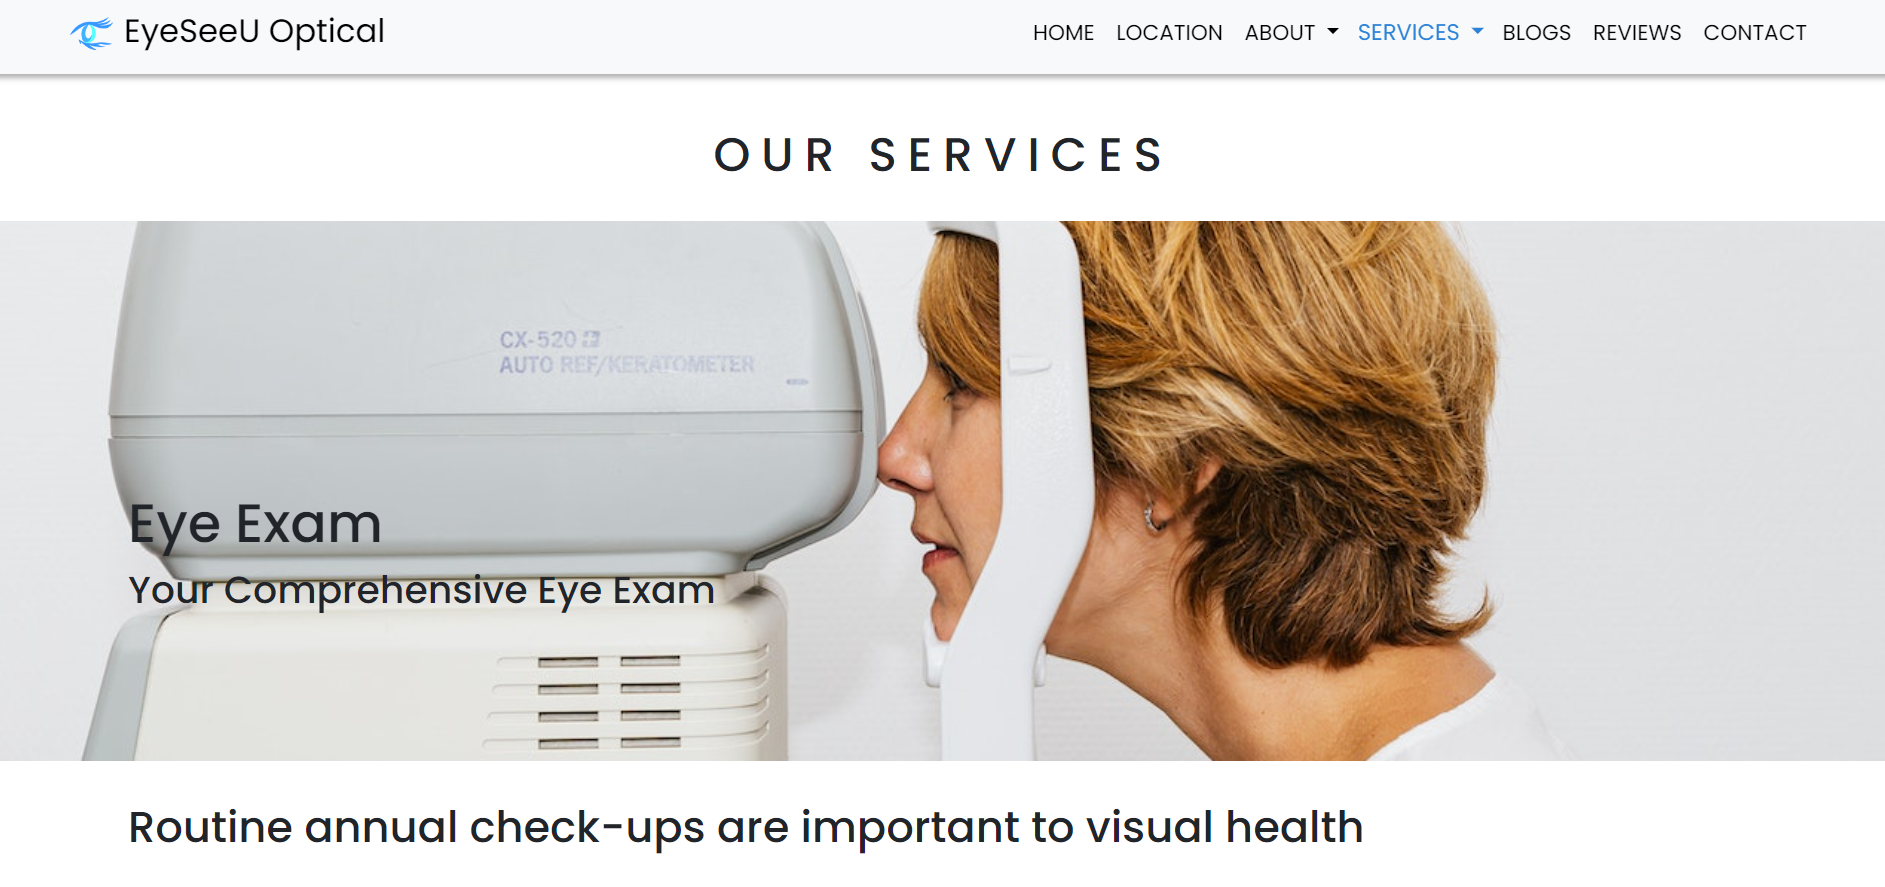 EyeSeeU Optical
HOME LOCATION ABOUT SERVICES BLOGS REVIEWS CONTACT
OUR SERVICES
CX-520
AUTO REF/KERATOMETER
Eye Exam
Your Comprehensive Eye Exam
Routine annual check-ups are important to visual health